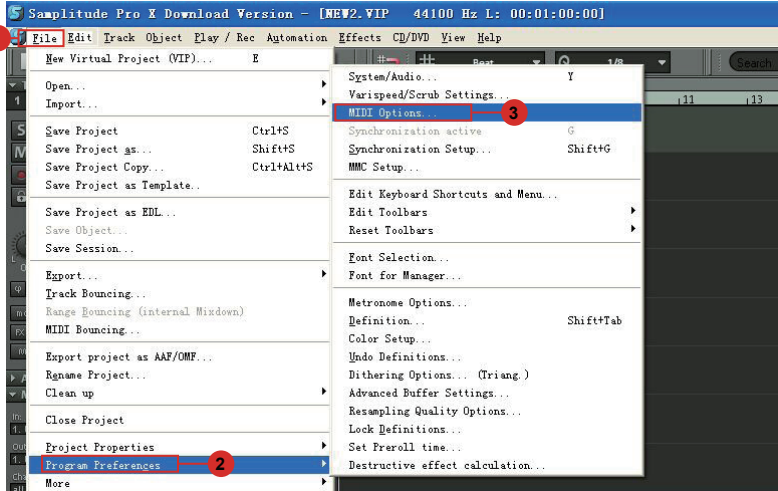 Samplitude Pro X Download Version - [NEW2.VIP 44100 Hz L: 00:01:00:00]
File Edit Track Object Play / Rec Automation Effects CD/DVD View Help
New Virtual Project (VIP)... E
Open...
Import...
Save Project Ctrl+S
Save Project as... Shift+S
Save Project Copy... Ctrl+Alt+S
Save Project as Template..
Save Project as EDL...
Save Object...
Save Session...
Export...
Track Bouncing...
Range Bouncing (internal Mixdown)
MIDI Bouncing...
Export project as AAF/OMF...
Rename Project...
Clean up
Close Project
Project Properties
Program Preferences 2
More
Beat 1/8 Search
System/Audio... Y
Varispeed/Scrub Settings...
MIDI Options... 3
Synchronization active G
Synchronization Setup... Shift+G
MMC Setup...
Edit Keyboard Shortcuts and Menu...
Edit Toolbars
Reset Toolbars
Font Selection...
Font for Manager...
Metronome Options...
Definition... Shift+Tab
Color Setup...
Undo Definitions...
Dithering Options... (Triang.)
Advanced Buffer Settings...
Resampling Quality Options...
Lock Definitions...
Set Preroll time...
Destructive effect calculation...
11 13